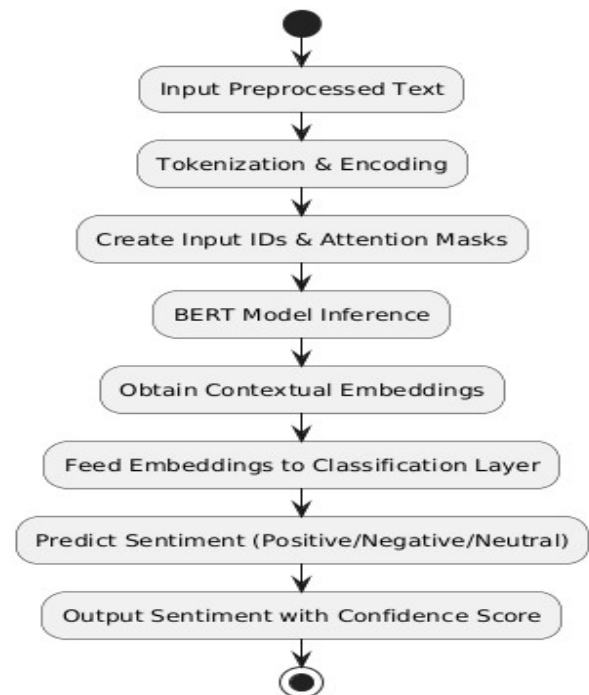 Input Preprocessed Text
Tokenization & Encoding
Create Input IDs & Attention Masks
BERT Model Inference
Obtain Contextual Embeddings
Feed Embeddings to Classification Layer
Predict Sentiment (Positive/Negative/Neutral)
Output Sentiment with Confidence Score